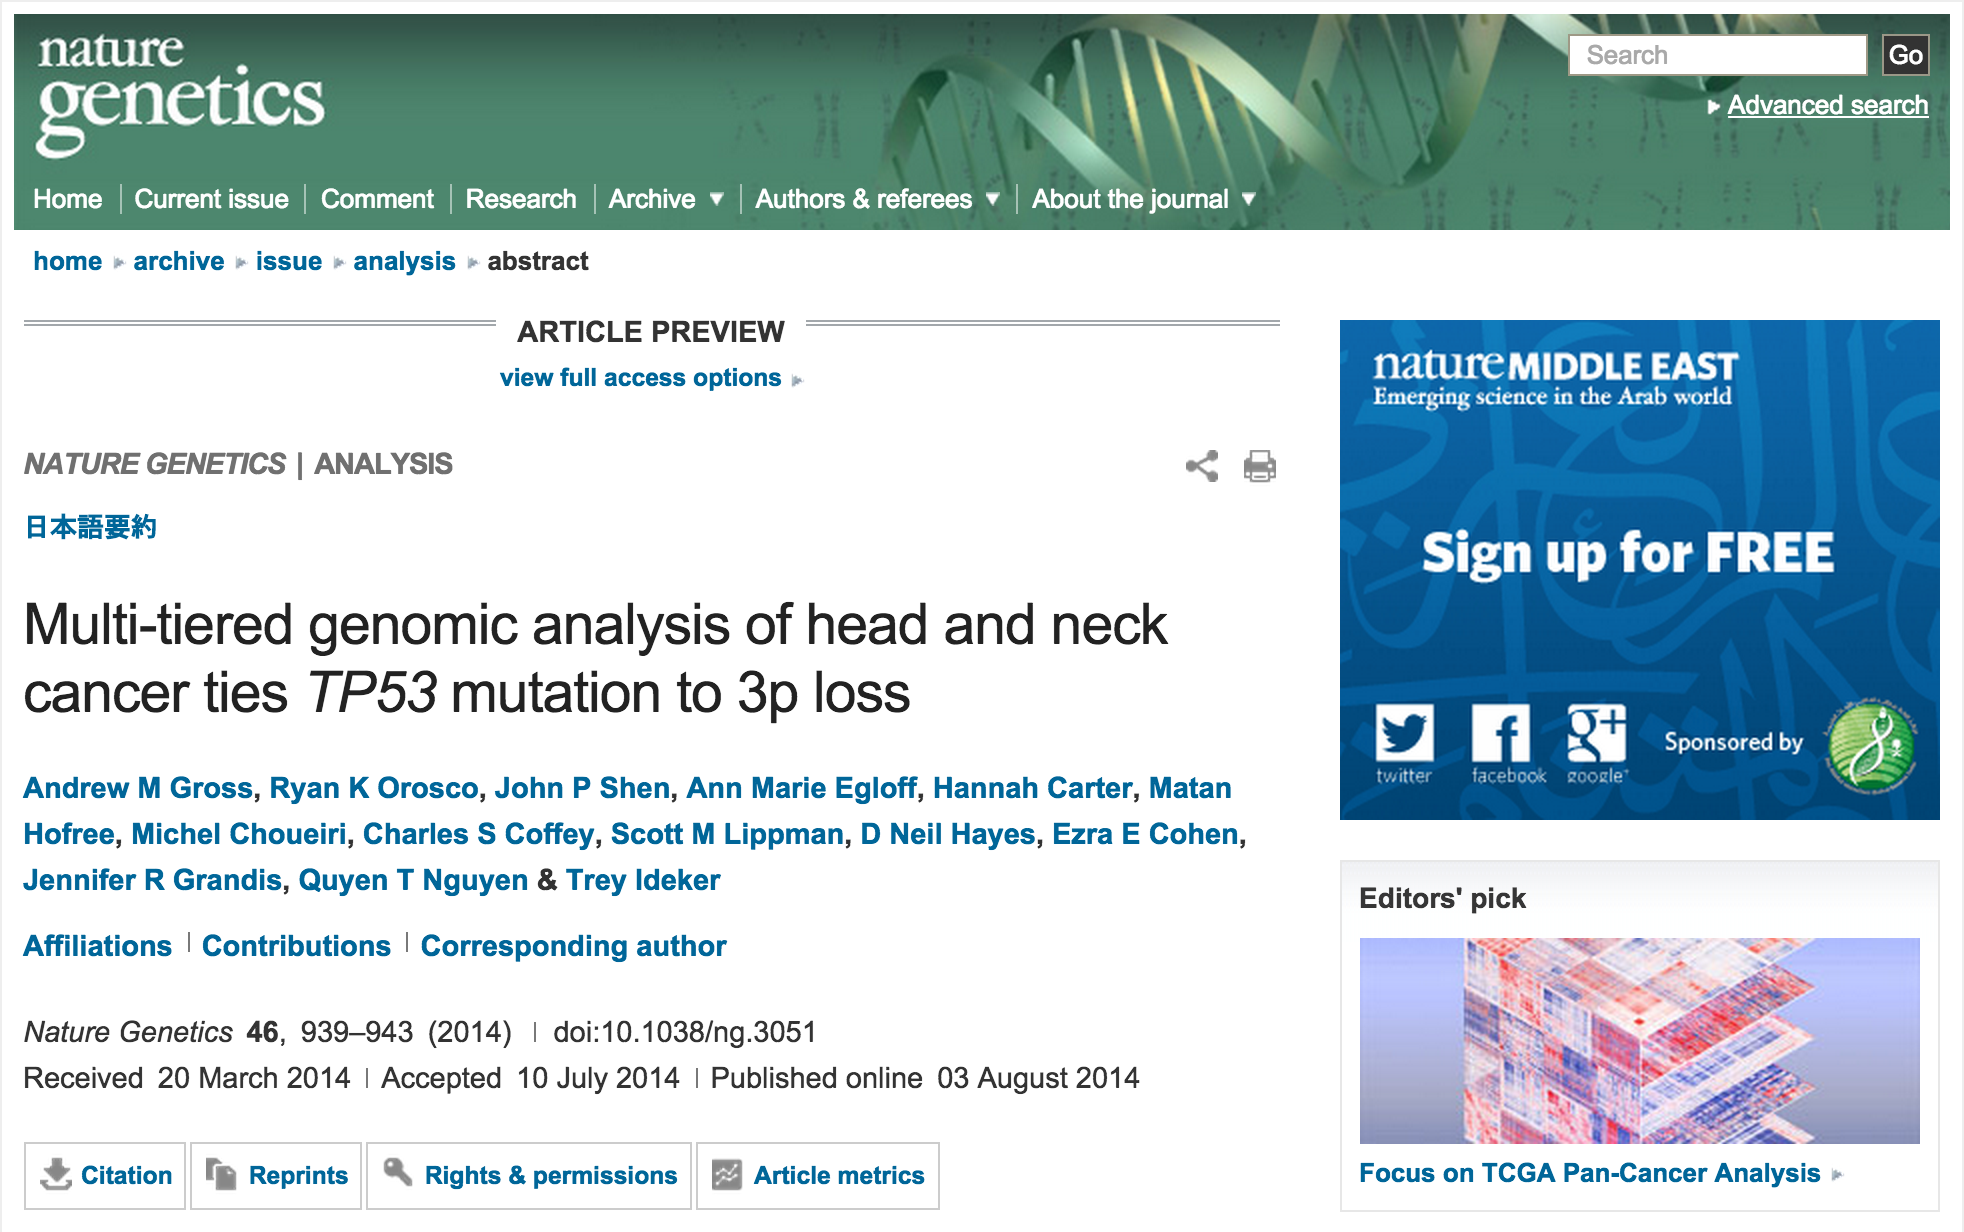 nature
genetics
Search
Go
Advanced search
Home
Current issue
Comment
Research
Archive
Authors & referees
About the journal
home archive issue analysis abstract
ARTICLE PREVIEW
view full access options
NATURE GENETICS | ANALYSIS
日本語要約
Multi-tiered genomic analysis of head and neck
cancer ties TP53 mutation to 3p loss
Andrew M Gross, Ryan K Orosco, John P Shen, Ann Marie Egloff, Hannah Carter, Matan
Hofree, Michel Choueiri, Charles S Coffey, Scott M Lippman, D Neil Hayes, Ezra E Cohen,
Jennifer R Grandis, Quyen T Nguyen & Trey Ideker
Affiliations | Contributions | Corresponding author
Nature Genetics 46, 939–943 (2014) | doi:10.1038/ng.3051
Received 20 March 2014 | Accepted 10 July 2014 | Published online 03 August 2014
Citation
Reprints
Rights & permissions
Article metrics
nature MIDDLE EAST
Emerging science in the Arab world
Sign up for FREE
twitter
facebook
google+
Sponsored by
Editors' pick
Focus on TCGA Pan-Cancer Analysis